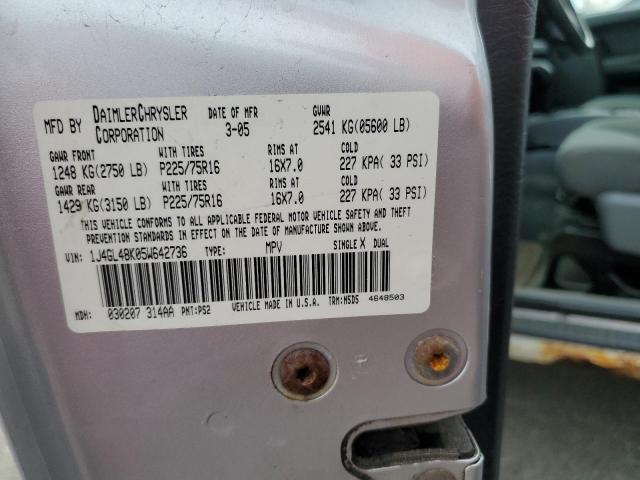 MFD BY DAIMLERCHRYSLER CORPORATION DATE OF MFR 3-05 GVWR 2541 KG(05600 LB)
GAWR FRONT WITH TIRES RIMS AT COLD
1248 KG(2750 LB) P225/75R16 16X7.0 227 KPA( 33 PSI)
GAWR REAR WITH TIRES RIMS AT COLD
1429 KG(3150 LB) P225/75R16 16X7.0 227 KPA( 33 PSI)
THIS VEHICLE CONFORMS TO ALL APPLICABLE FEDERAL MOTOR VEHICLE SAFETY AND THEFT
PREVENTION STANDARDS IN EFFECT ON THE DATE OF MANUFACTURE SHOWN ABOVE.
VIN: 1J4GL48K05W642736 TYPE: MPV SINGLE X DUAL
MDH: 030207 314AA PNT:PS2 VEHICLE MADE IN U.S.A. TRM:M5D5 4648503